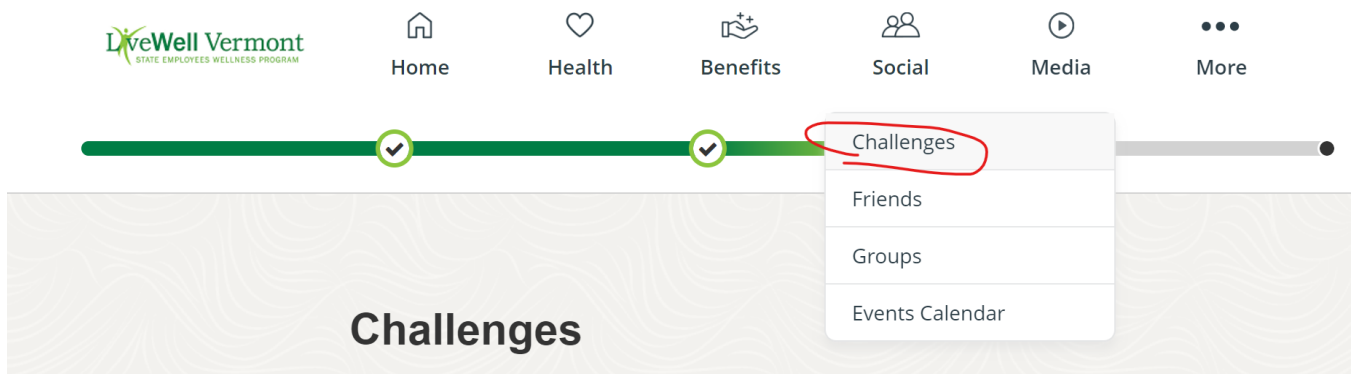 LiveWell Vermont
STATE EMPLOYEES WELLNESS PROGRAM
Home
Health
Benefits
Social
Media
More
Challenges
Friends
Groups
Events Calendar
Challenges